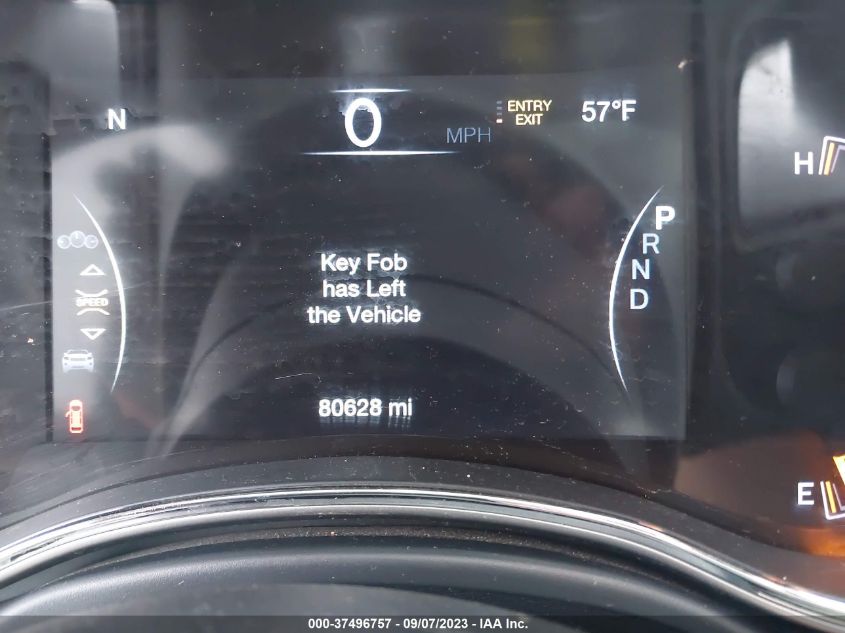 N
0
MPH
ENTRY
EXIT
57°F
H
P
R
N
D
SPEED
Key Fob
has Left
the Vehicle
80628 mi
E
000-37496757 - 09/07/2023 - IAA Inc.